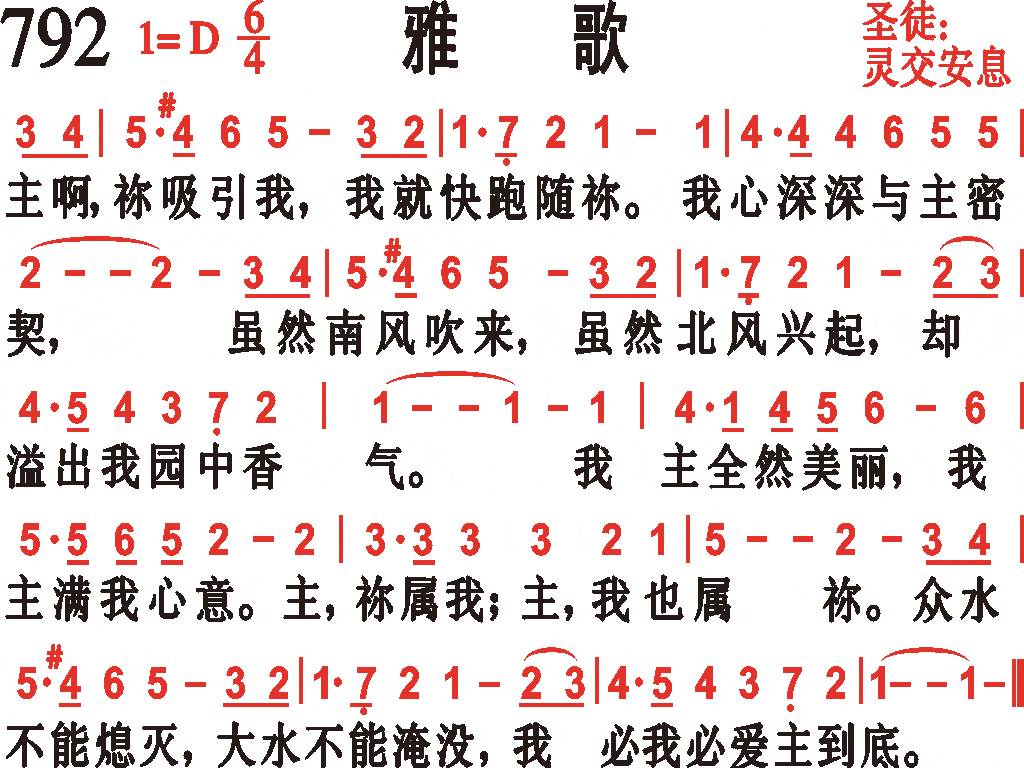 792 1=D 6/4 雅 歌 圣徒：
灵交安息
3 4 | 5·#4 6 5 – 3 2 | 1·7 2 1 – 1 | 4·4 4 6 5 5 |
主啊，祢吸引我，我就快跑随祢。我心深深与主密
2 – – 2 – 3 4 | 5·#4 6 5 – 3 2 | 1·7 2 1 – 2 3 |
契，虽然南风吹来，虽然北风兴起，却
4·5 4 3 7 2 | 1 – – 1 – 1 | 4·1 4 5 6 – 6 |
溢出我园中香气。我主全然美丽，我
5·5 6 5 2 – 2 | 3·3 3 3 2 1 | 5 – – 2 – 3 4 |
主满我心意。主，祢属我；主，我也属祢。众水
5·#4 6 5 – 3 2 | 1·7 2 1 – 2 3 | 4·5 4 3 7 2 | 1 – – 1 – ‖
不能熄灭，大水不能淹没，我必我必爱主到底。